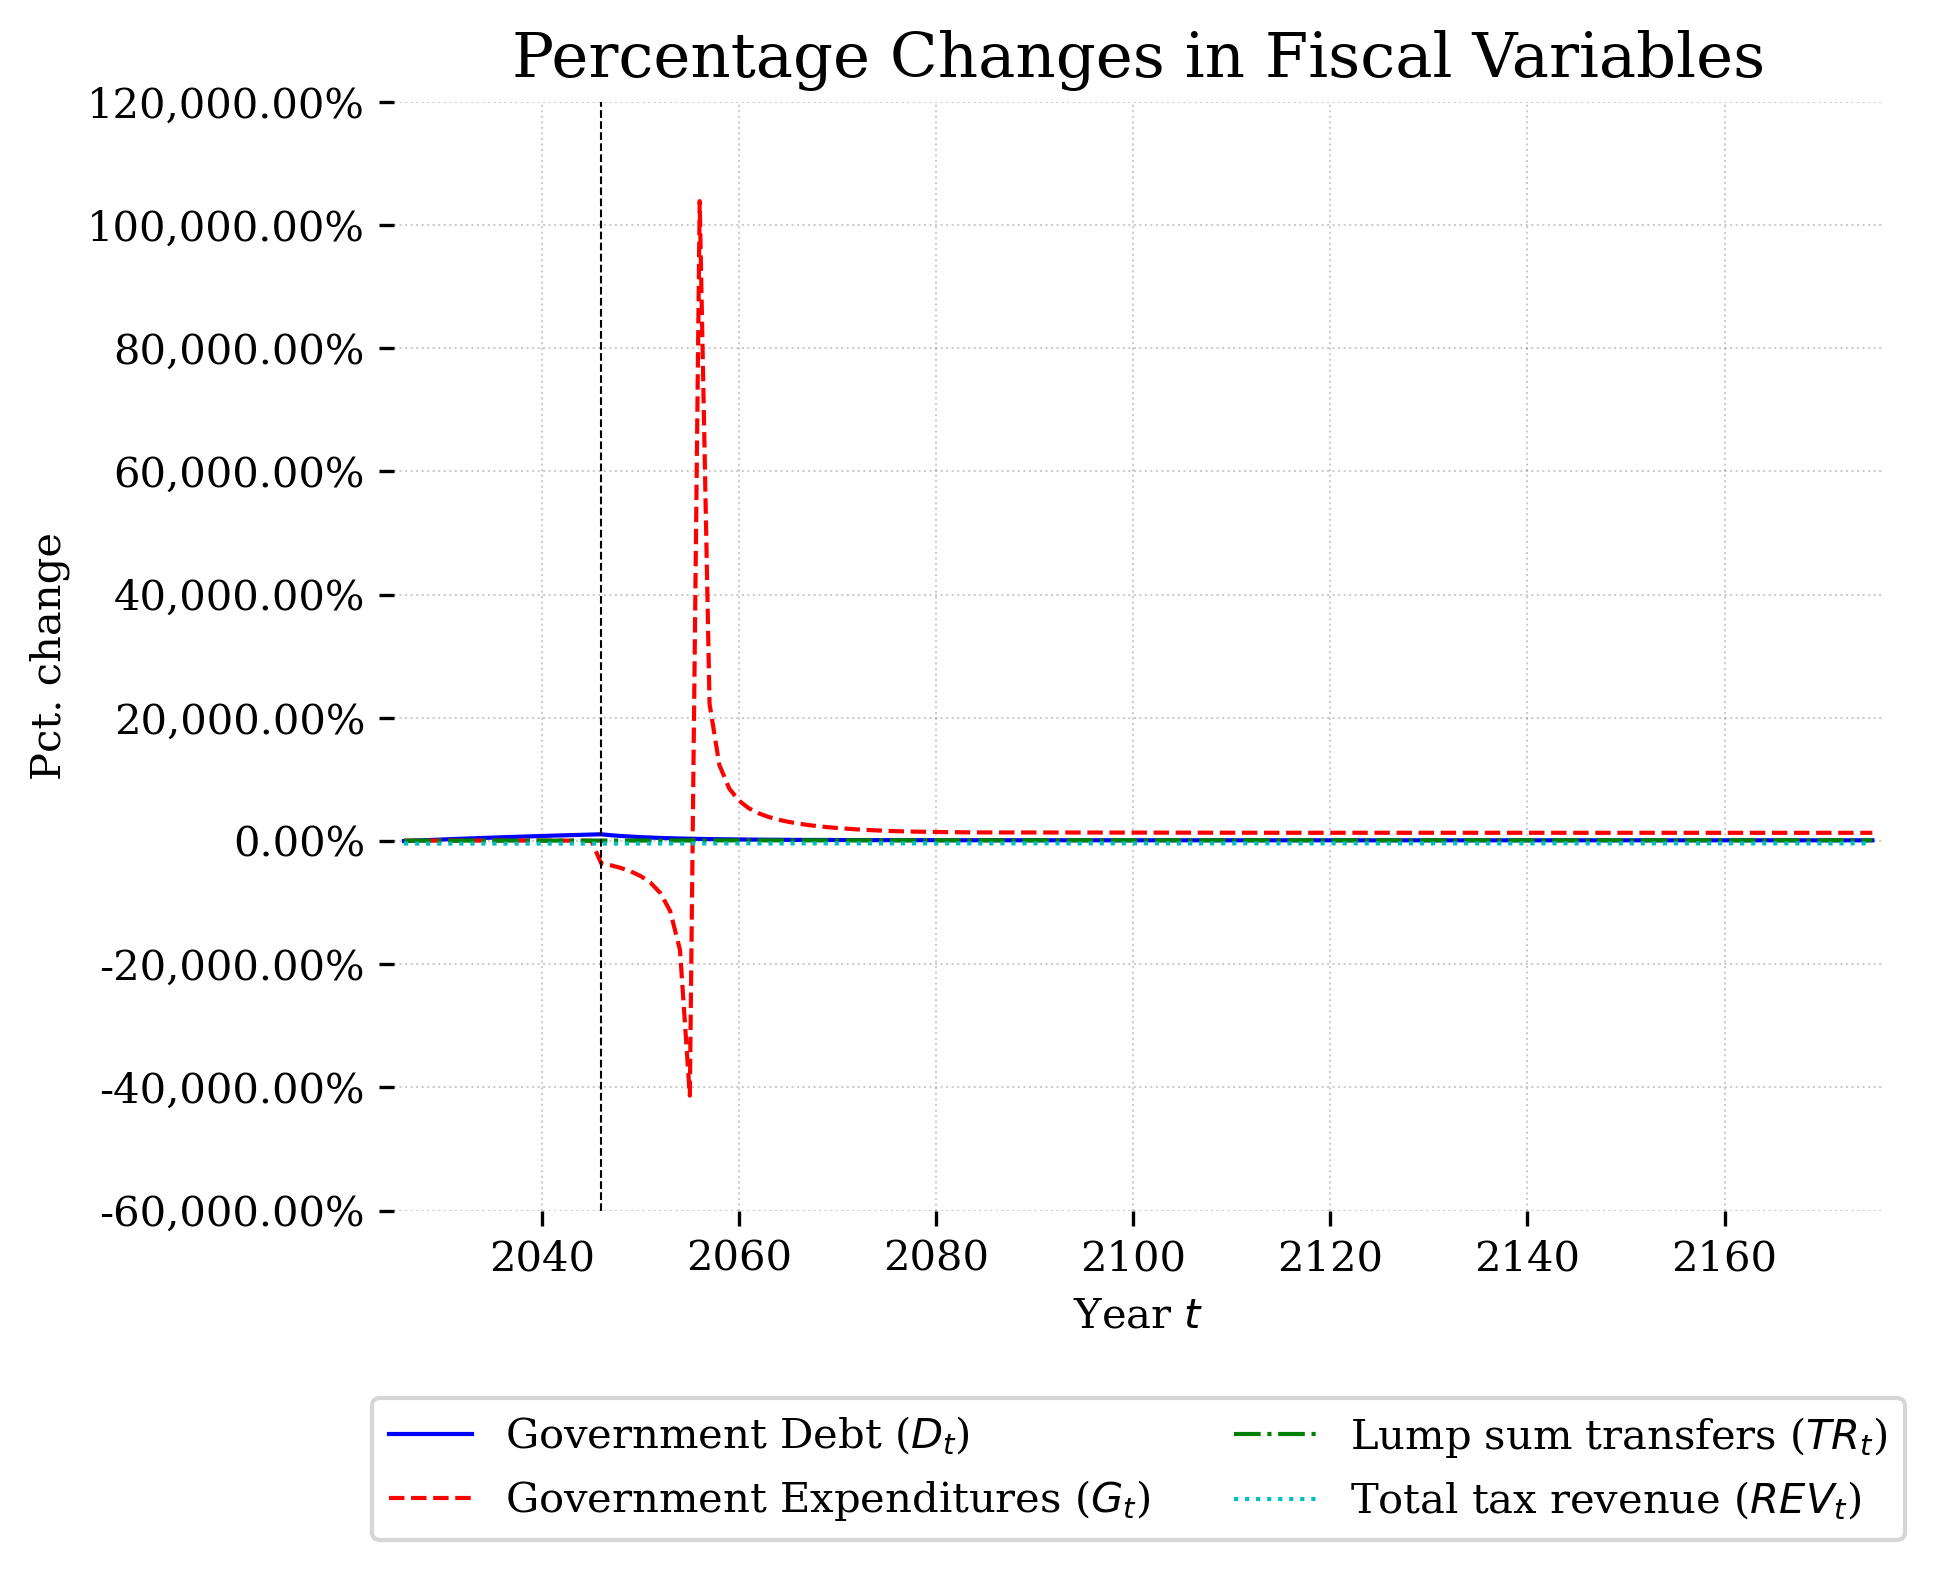 Percentage Changes in Fiscal Variables
120,000.00%
100,000.00%
80,000.00%
60,000.00%
40,000.00%
20,000.00%
0.00%
-20,000.00%
-40,000.00%
-60,000.00%
Pct. change
2040 2060 2080 2100 2120 2140 2160
Year t
Government Debt (D_t)
Government Expenditures (G_t)
Lump sum transfers (TR_t)
Total tax revenue (REV_t)